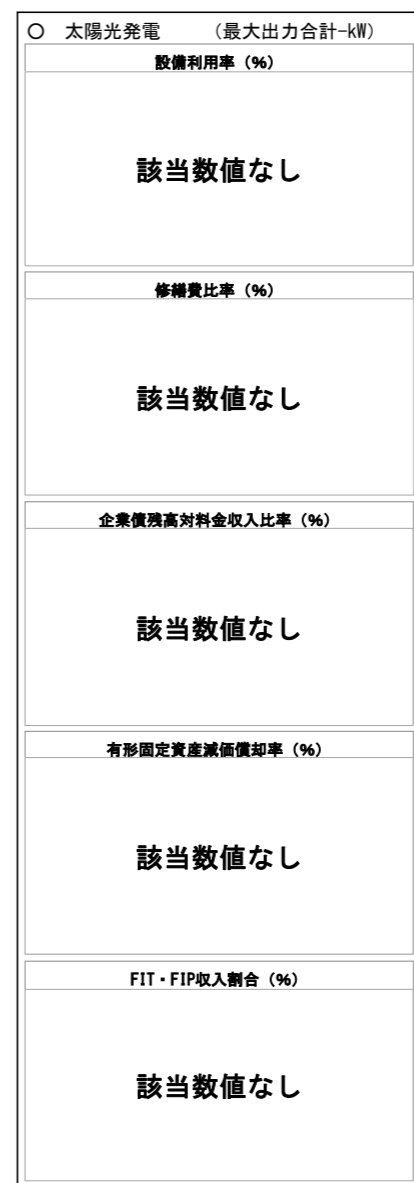 ○ 太陽光発電 (最大出力合計-kW)
設備利用率（%）
該当数値なし
修繕費比率（%）
該当数値なし
企業債残高対料金収入比率（%）
該当数値なし
有形固定資産減価償却率（%）
該当数値なし
FIT・FIP収入割合（%）
該当数値なし